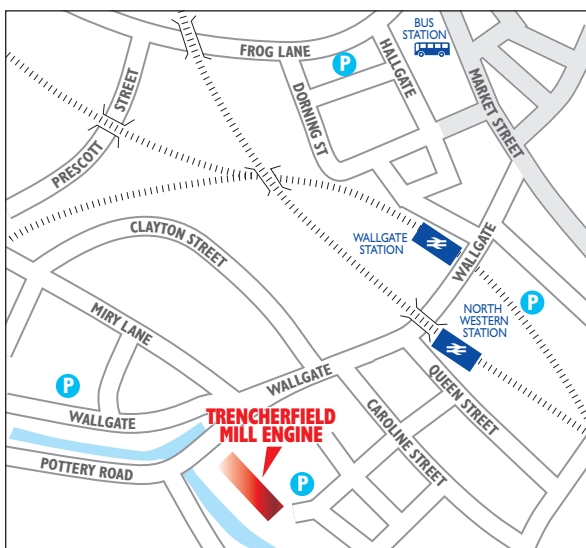 BUS
STATION
FROG LANE
P
HALLGATE
MARKET STREET
DORNING ST
PRESCOTT
STREET
CLAYTON STREET
WALLGATE
STATION
WALLGATE
P
NORTH
WESTERN
STATION
MIRY LANE
P
WALLGATE
WALLGATE
QUEEN STREET
CAROLINE STREET
TRENCHERFIELD
MILL ENGINE
POTTERY ROAD
P